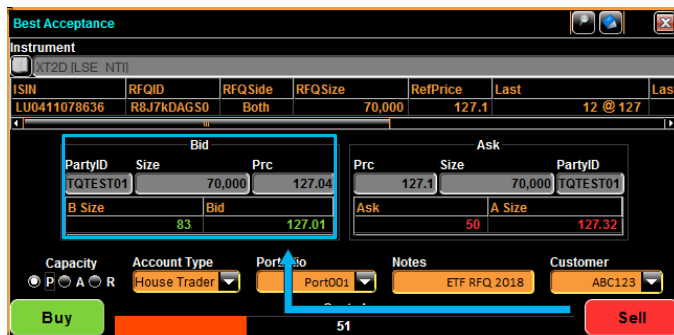 Best Acceptance
Instrument
XT2D [LSE NTI]
ISIN RFQID RFQSide RFQSize RefPrice Last Las
LU0411078636 R8J7kDAGS0 Both 70,000 127.1 12 @ 127
Bid Ask
PartyID Size Prc Prc Size PartyID
TQTEST01 70,000 127.04 127.1 70,000 TQTEST01
B Size Bid Ask A Size
83 127.01 50 127.32
Capacity Account Type Notes Customer
P A R House Trader Port001 ETF RFQ 2018 ABC123
Buy 51 Sell